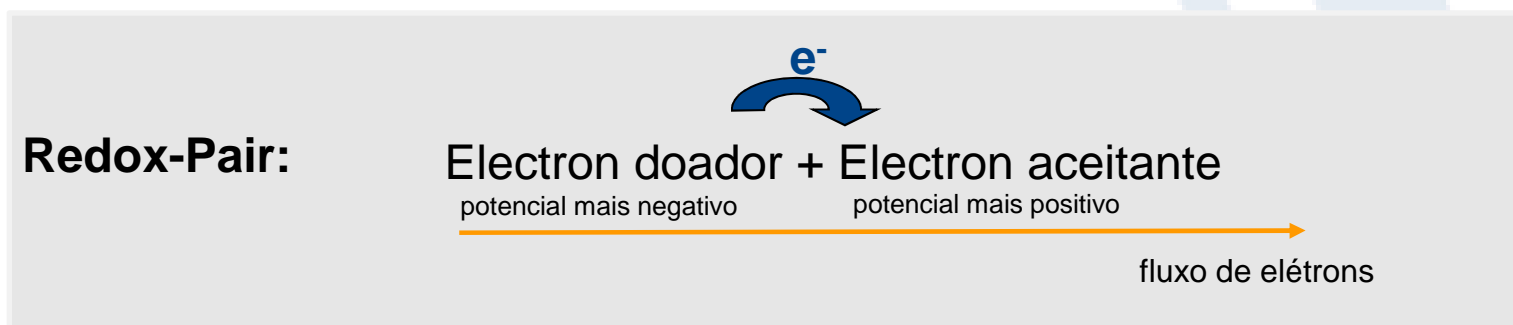 e-
Redox-Pair:
Electron doador + Electron aceitante
potencial mais negativo potencial mais positivo
fluxo de elétrons